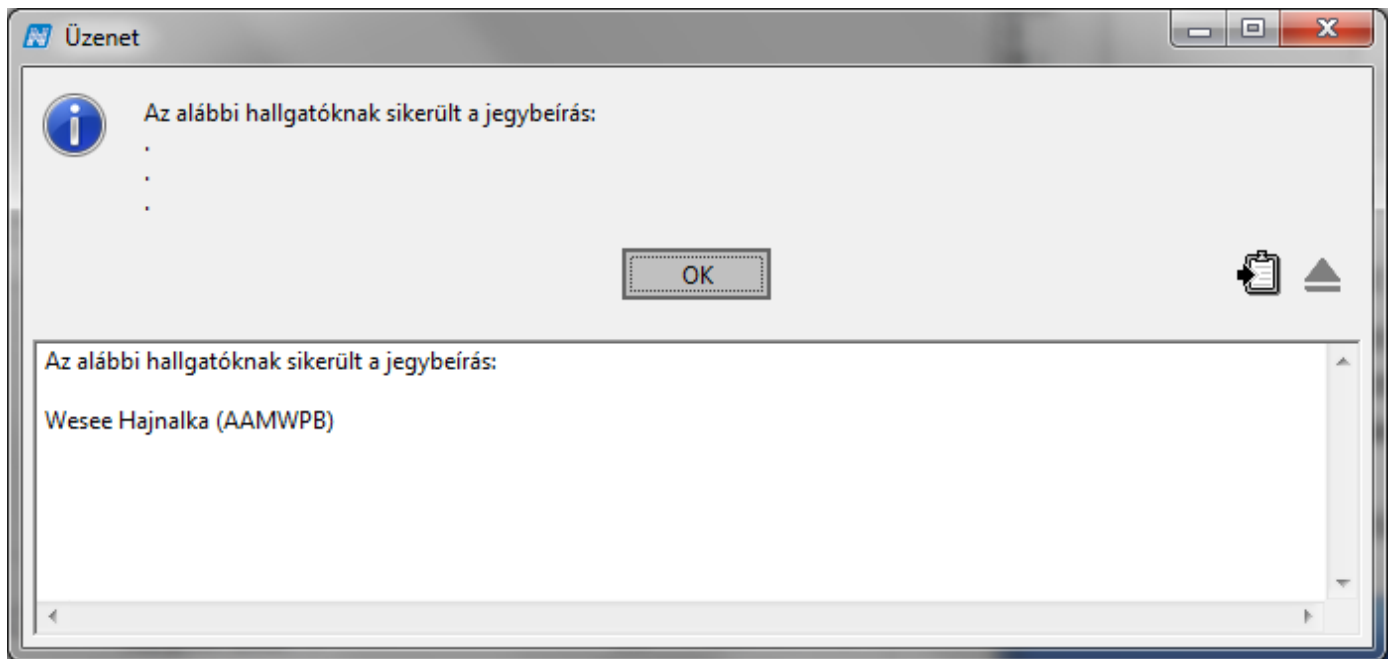 Üzenet
Az alábbi hallgatóknak sikerült a jegybeírás:
.
.
.
OK
Az alábbi hallgatóknak sikerült a jegybeírás:
Wesee Hajnalka (AAMWPB)